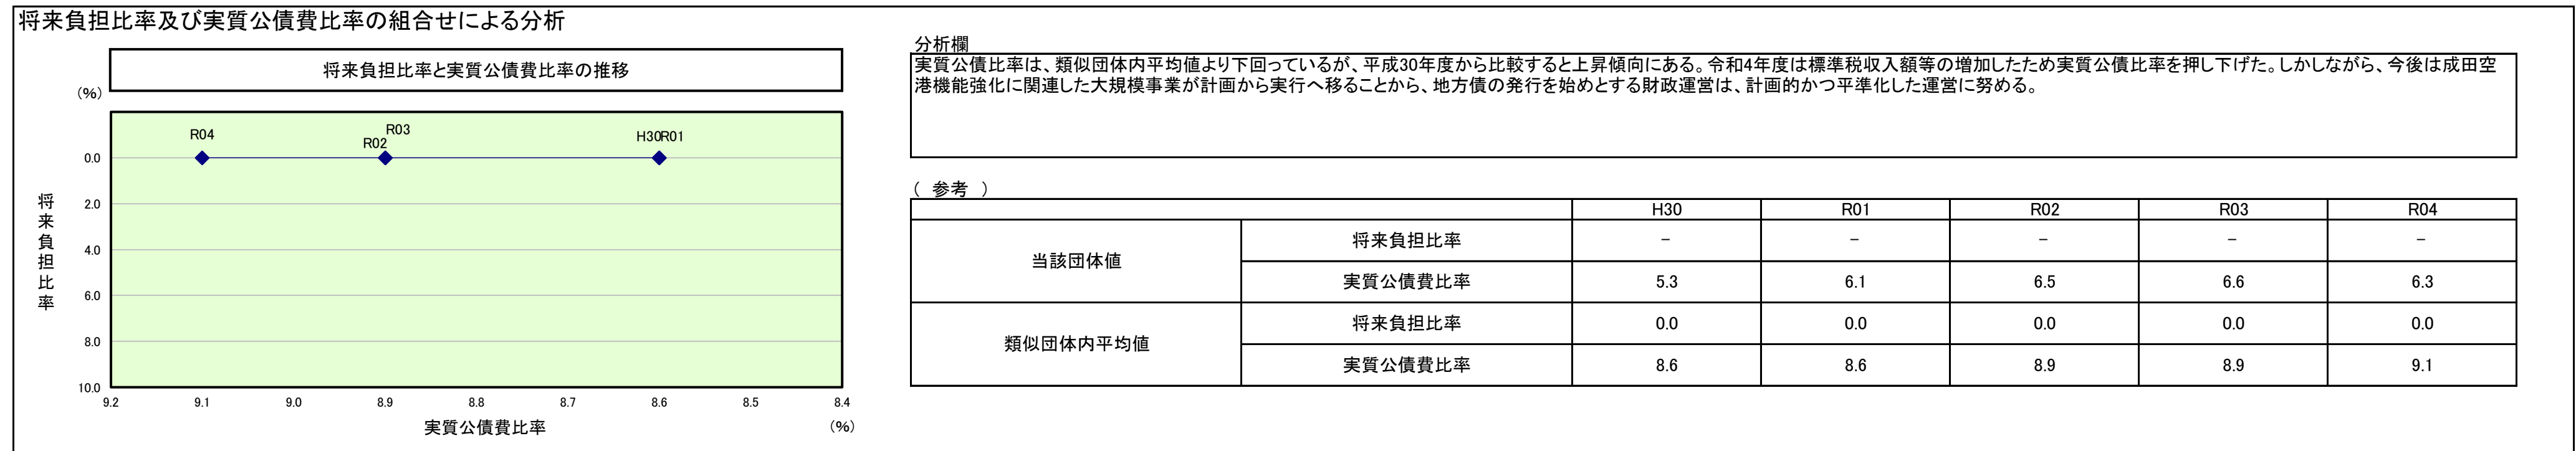 将来負担比率及び実質公債費比率の組合せによる分析
将来負担比率と実質公債費比率の推移
(%)
R04
R03
R02
H30R01
0.0
2.0
4.0
6.0
8.0
10.0
将来負担比率
9.2 9.1 9.0 8.9 8.8 8.7 8.6 8.5 8.4
実質公債費比率
(%)
分析欄
実質公債比率は、類似団体内平均値より下回っているが、平成30年度から比較すると上昇傾向にある。令和4年度は標準税収入額等の増加したため実質公債比率を押し下げた。しかしながら、今後は成田空
港機能強化に関連した大規模事業が計画から実行へ移ることから、地方債の発行を始めとする財政運営は、計画的かつ平準化した運営に努める。
( 参考 )
H30 R01 R02 R03 R04
当該団体値
将来負担比率 - - - - -
実質公債費比率 5.3 6.1 6.5 6.6 6.3
類似団体内平均値
将来負担比率 0.0 0.0 0.0 0.0 0.0
実質公債費比率 8.6 8.6 8.9 8.9 9.1